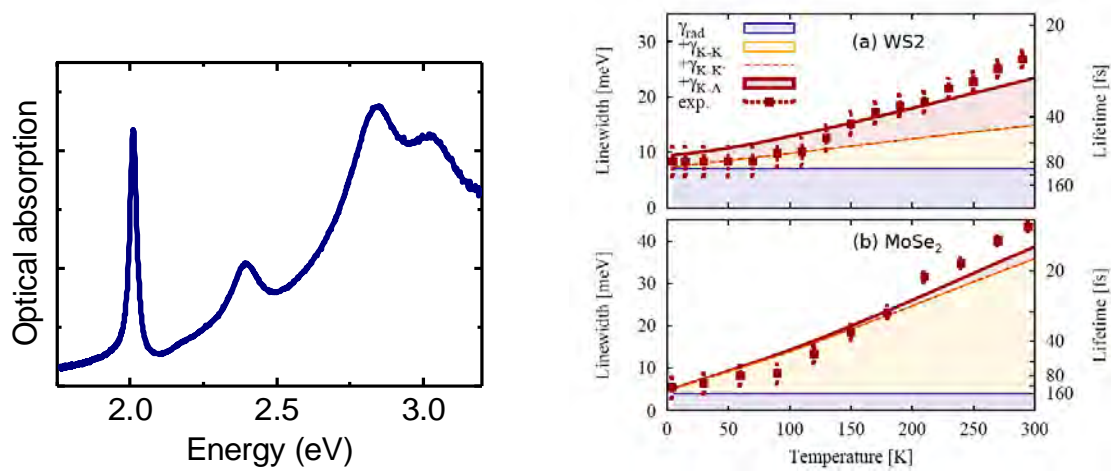 Optical absorption
2.0
2.5
3.0
Energy (eV)
(a) WS2
γrad
+γK-K
+γK-K'
+γK-Λ
exp.
30
20
10
0
Linewidth [meV]
20
40
80
160
Lifetime [fs]
(b) MoSe₂
40
30
20
10
0
Linewidth [meV]
20
40
80
160
Lifetime [fs]
0
50
100
150
200
250
300
Temperature [K]